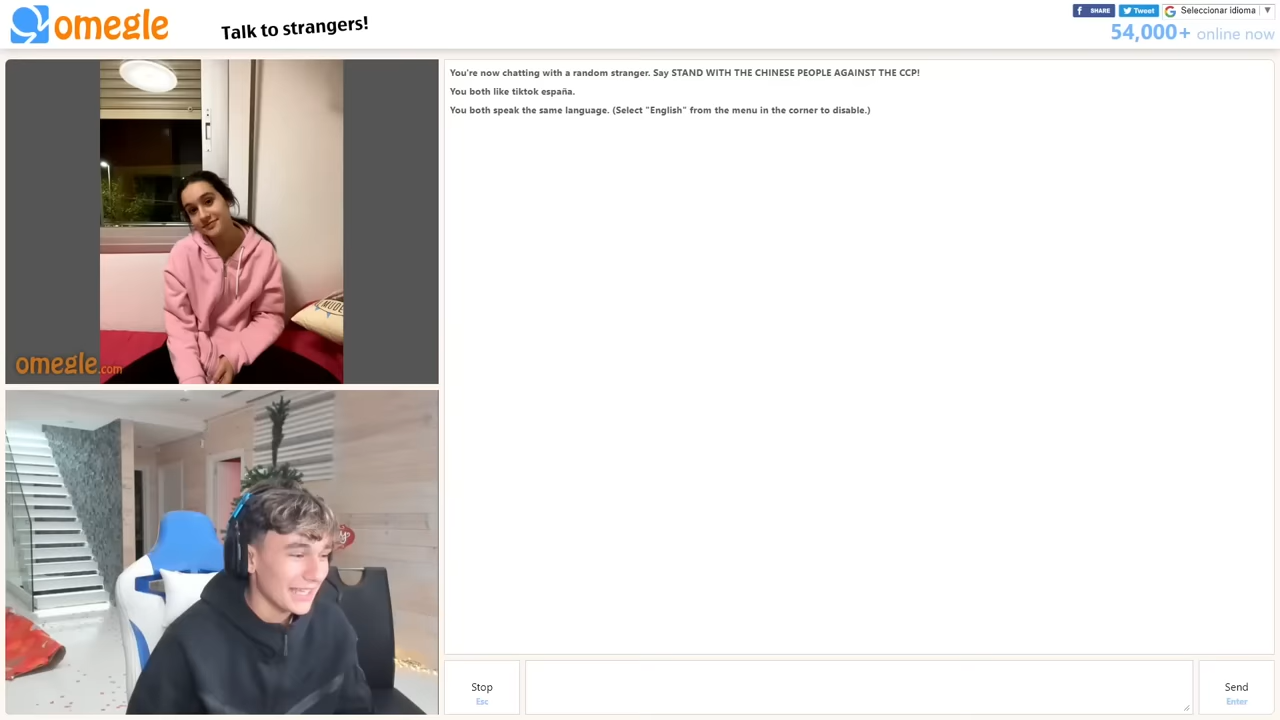 omegle
Talk to strangers!
SHARE
Tweet
Seleccionar idioma ▼
54,000+ online now
You're now chatting with a random stranger. Say STAND WITH THE CHINESE PEOPLE AGAINST THE CCP!
You both like tiktok españa.
You both speak the same language. (Select "English" from the menu in the corner to disable.)
omegle.com
Stop
Esc
Send
Enter